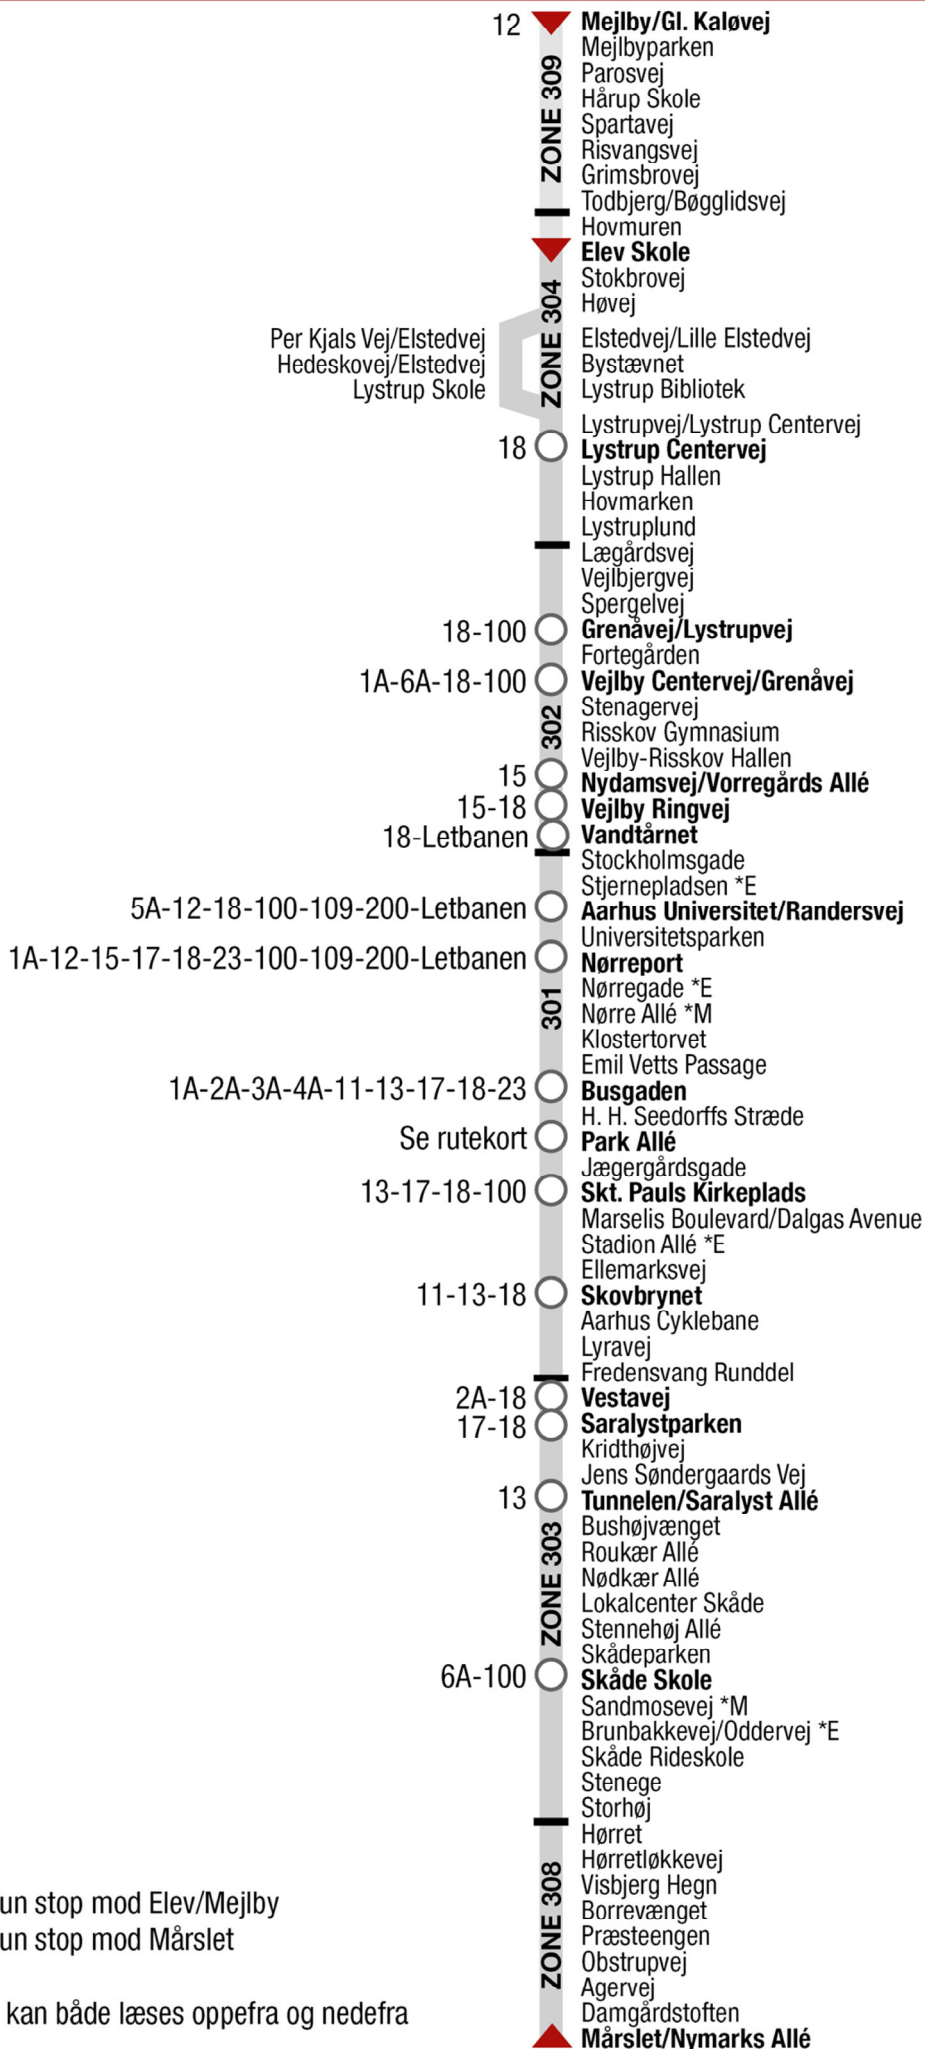 12
Mejlby/Gl. Kaløvej
Mejlbyparken
Parosvej
Hårup Skole
Spartavej
Risvangsvej
Grimsbrovej
Todbjerg/Bøgglidsvej
ZONE 309
Hovmuren
Elev Skole
Stokbrovej
Høvej
ZONE 304
Per Kjals Vej/Elstedvej
Hedeskovej/Elstedvej
Lystrup Skole
Elstedvej/Lille Elstedvej
Bystævnet
Lystrup Bibliotek
Lystrupvej/Lystrup Centervej
18
Lystrup Centervej
Lystrup Hallen
Hovmarken
Lystruplund
Lægårdsvej
Vejlbjergvej
Spergelvej
18-100
Grenåvej/Lystrupvej
Fortegården
1A-6A-18-100
Vejlby Centervej/Grenåvej
302
Stenagervej
Risskov Gymnasium
Vejlby-Risskov Hallen
15
Nydamsvej/Vorregårds Allé
15-18
Vejlby Ringvej
18-Letbanen
Vandtårnet
Stockholmsgade
Stjernepladsen *E
5A-12-18-100-109-200-Letbanen
Aarhus Universitet/Randersvej
Universitetsparken
1A-12-15-17-18-23-100-109-200-Letbanen
Nørreport
301
Nørregade *E
Nørre Allé *M
Klostertorvet
Emil Vetts Passage
1A-2A-3A-4A-11-13-17-18-23
Busgaden
H. H. Seedorffs Stræde
Se rutekort
Park Allé
Jægergårdsgade
13-17-18-100
Skt. Pauls Kirkeplads
Marselis Boulevard/Dalgas Avenue
Stadion Allé *E
Ellemarksvej
11-13-18
Skovbrynet
Aarhus Cyklebane
Lyravej
Fredensvang Runddel
2A-18
Vestavej
17-18
Saralystparken
Kridthøjvej
Jens Søndergaards Vej
13
Tunnelen/Saralyst Allé
ZONE 303
Bushøjvænget
Roukær Allé
Nødkær Allé
Lokalcenter Skåde
Stennehøj Allé
Skådeparken
6A-100
Skåde Skole
Sandmosevej *M
Brunbakkevej/Oddervej *E
Skåde Rideskole
Stenege
Storhøj
Hørret
Hørretløkkevej
Visbjerg Hegn
Borrevænget
Præsteengen
Obstrupvej
Agervej
Damgårdstoften
Mårslet/Nymarks Allé
ZONE 308
un stop mod Elev/Mejlby
un stop mod Mårslet
kan både læses oppefra og nedefra